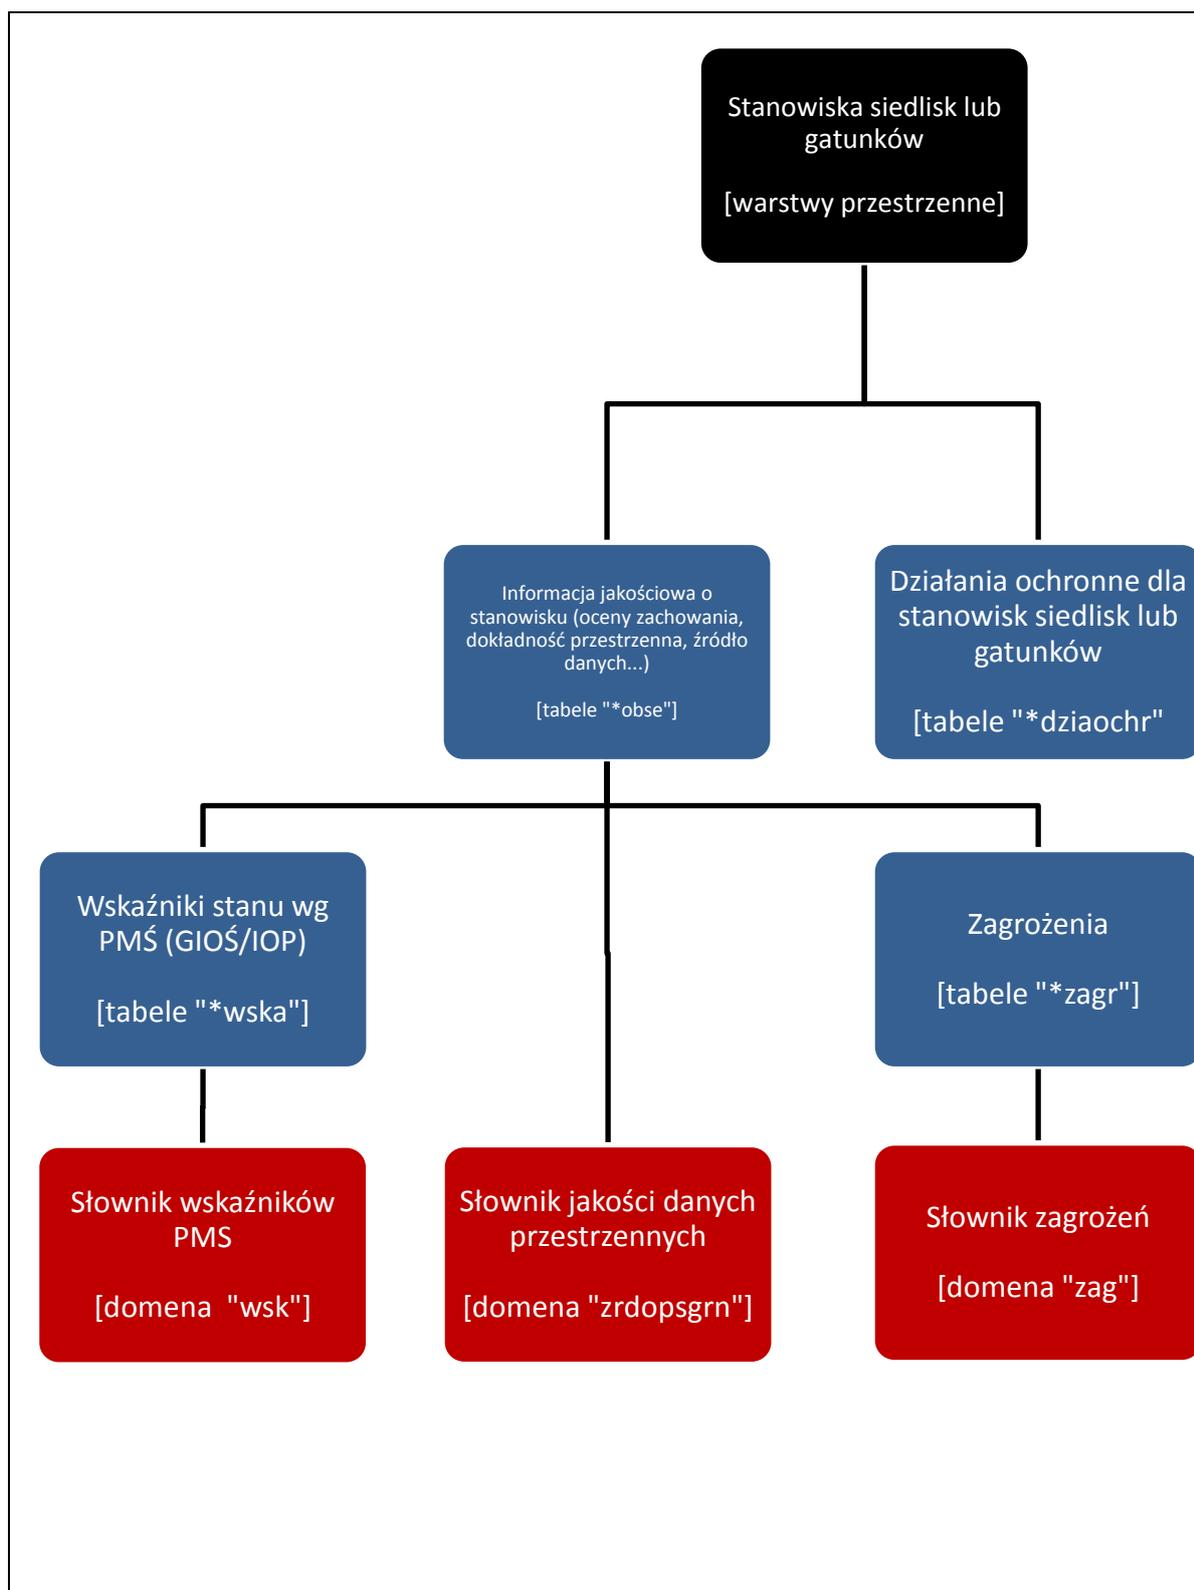 Stanowiska siedlisk lub
gatunków
[warstwy przestrzenne]
Informacja jakościowa o
stanowisku (oceny zachowania,
dokładność przestrzenna, źródło
danych...)
[tabele "*obse"]
Działania ochronne dla
stanowisk siedlisk lub
gatunków
[tabele "*dziaochr"
Wskaźniki stanu wg
PMŚ (GIOŚ/IOP)
[tabele "*wska"]
Zagrożenia
[tabele "*zagr"]
Słownik wskaźników
PMS
[domena  "wsk"]
Słownik jakości danych
przestrzennych
[domena "zrdopsgrn"]
Słownik zagrożeń
[domena "zag"]